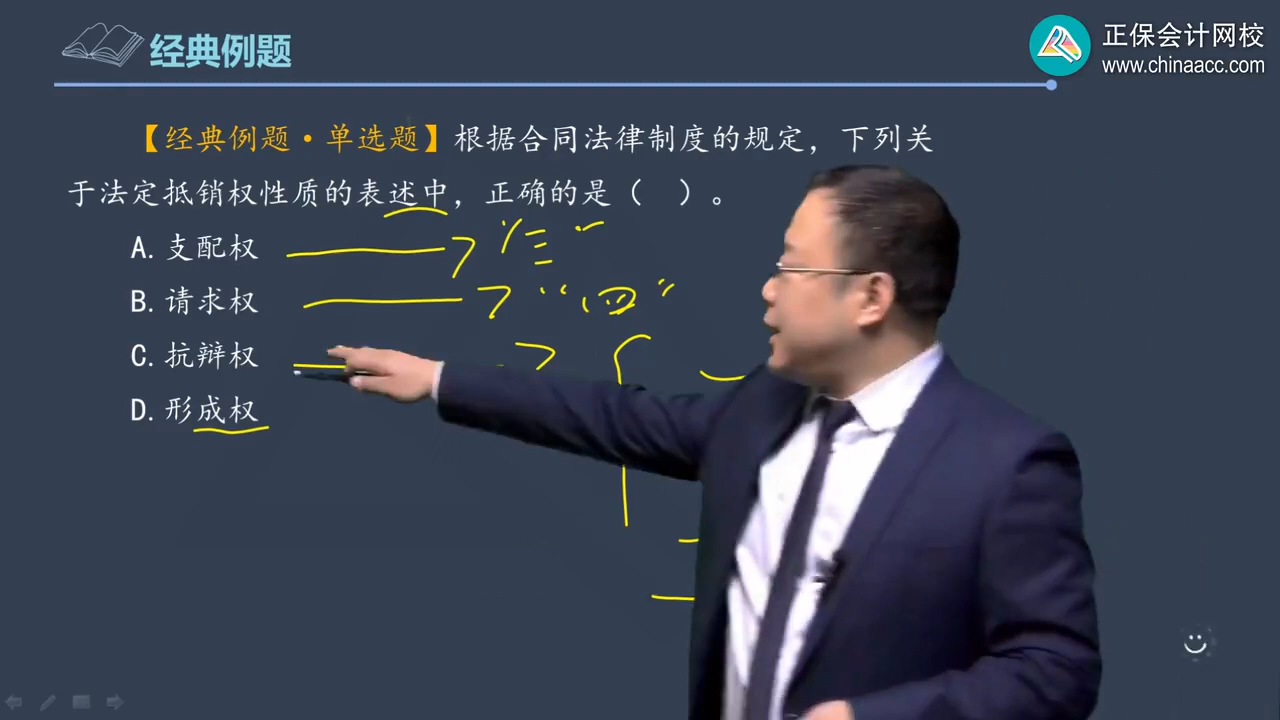 经典例题
正保会计网校
www.chinaacc.com
【经典例题·单选题】根据合同法律制度的规定，下列关
于法定抵销权性质的表述中，正确的是（ ）。
A.支配权
“三”
B.请求权
“四”
C.抗辩权
D.形成权